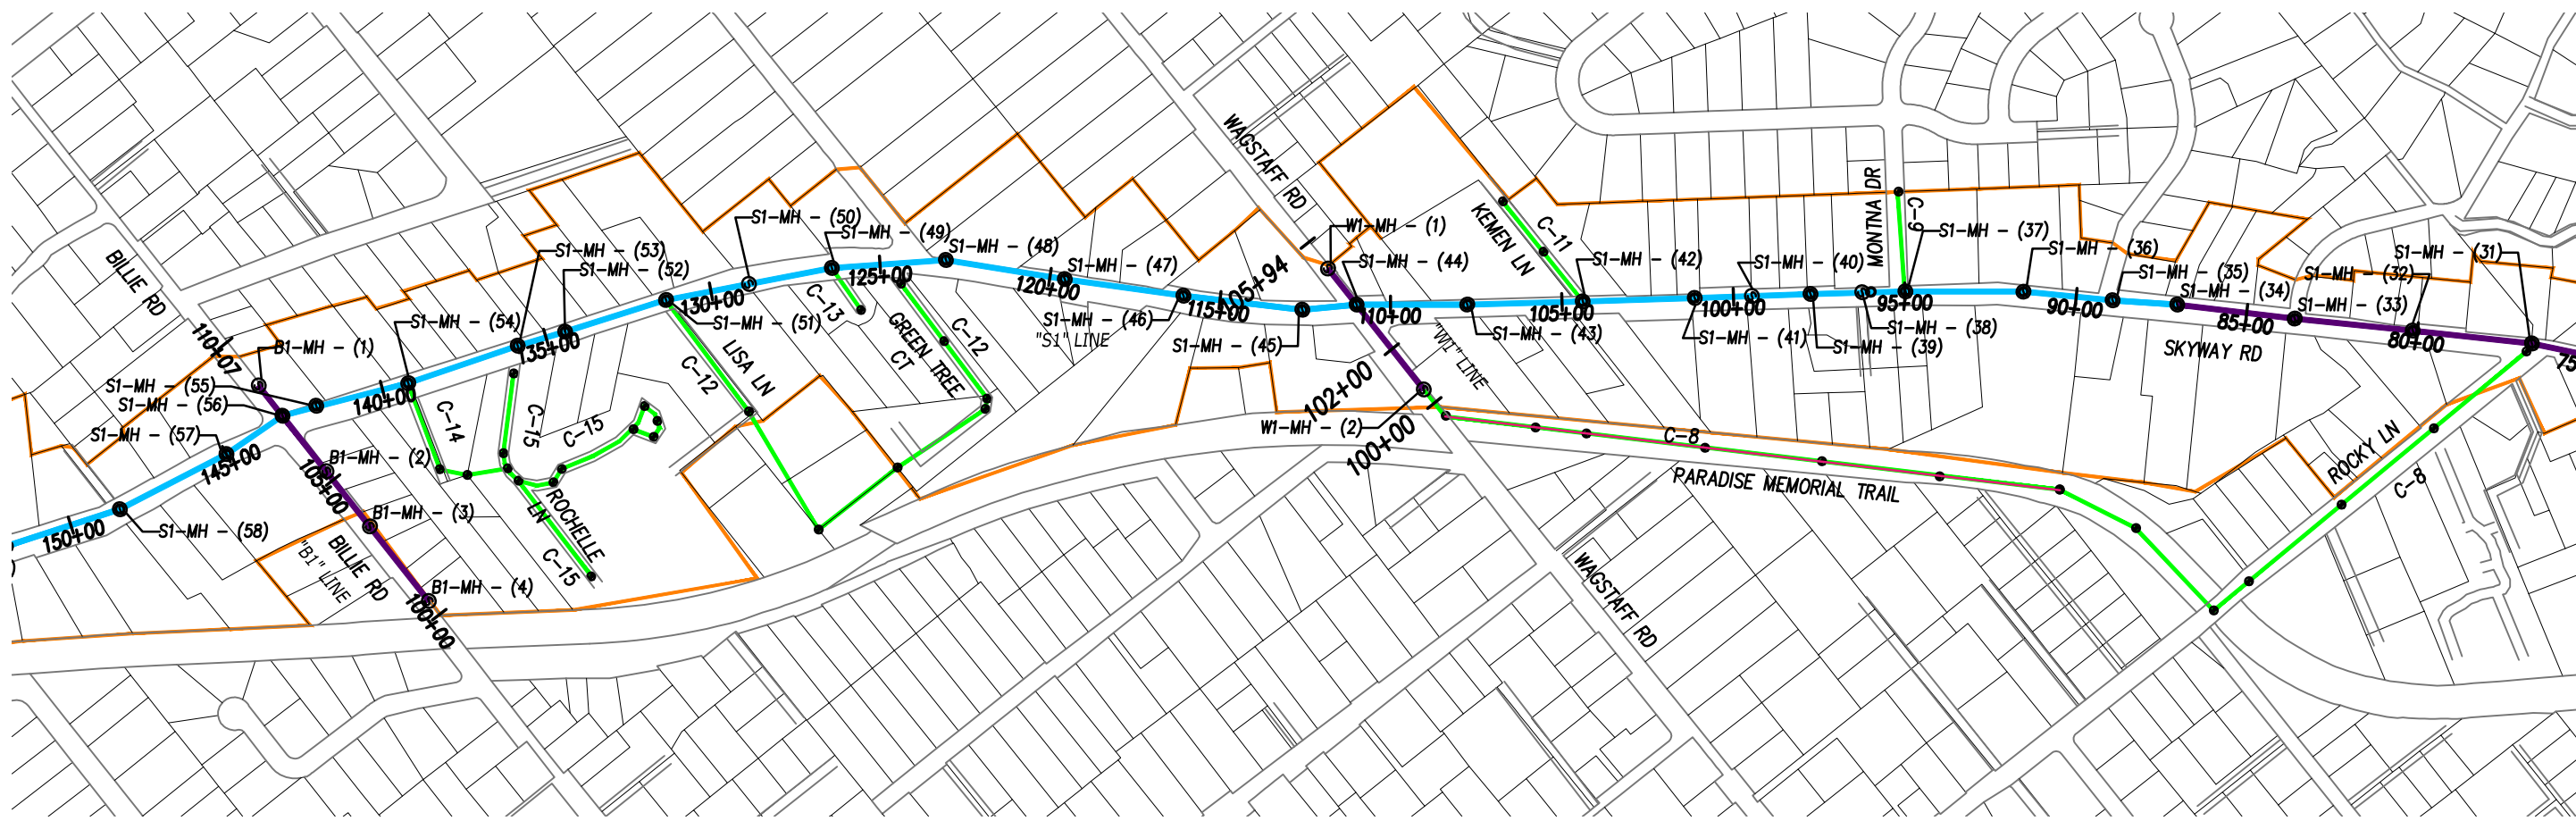 WAGSTAFF RD
MONTNA DR
C-9
KEMEN LN
C-11
S1-MH - (50)
S1-MH - (49)
S1-MH - (48)
S1-MH - (47)
W1-MH - (1)
S1-MH - (44)
S1-MH - (42)
S1-MH - (40)
S1-MH - (37)
S1-MH - (36)
S1-MH - (35)
S1-MH - (34)
S1-MH - (31)
S1-MH - (32)
S1-MH - (33)
S1-MH - (53)
S1-MH - (52)
BILLIE RD
110+07
B1-MH - (1)
S1-MH - (54)
135+00
130+00
S1-MH - (51)
C-13
125+00
120+00
S1-MH - (46)
"S1" LINE
115+00
105+94
S1-MH - (45)
110+00
"W1" LINE
S1-MH - (43)
105+00
S1-MH - (41)
100+00
S1-MH - (39)
S1-MH - (38)
95+00
90+00
85+00
80+00
75
SKYWAY RD
S1-MH - (55)
S1-MH - (56)
S1-MH - (57)
140+00
C-14
C-15
C-15
LISA LN
C-12
GREEN TREE
CT
C-12
102+00
W1-MH - (2)
100+00
C-8
PARADISE MEMORIAL TRAIL
ROCKY LN
C-8
145+00
B1-MH - (2)
105+00
B1-MH - (3)
150+00
S1-MH - (58)
"B1" LINE
BILLIE RD
B1-MH - (4)
100+00
ROCHELLE
LN
C-15
WAGSTAFF RD
)